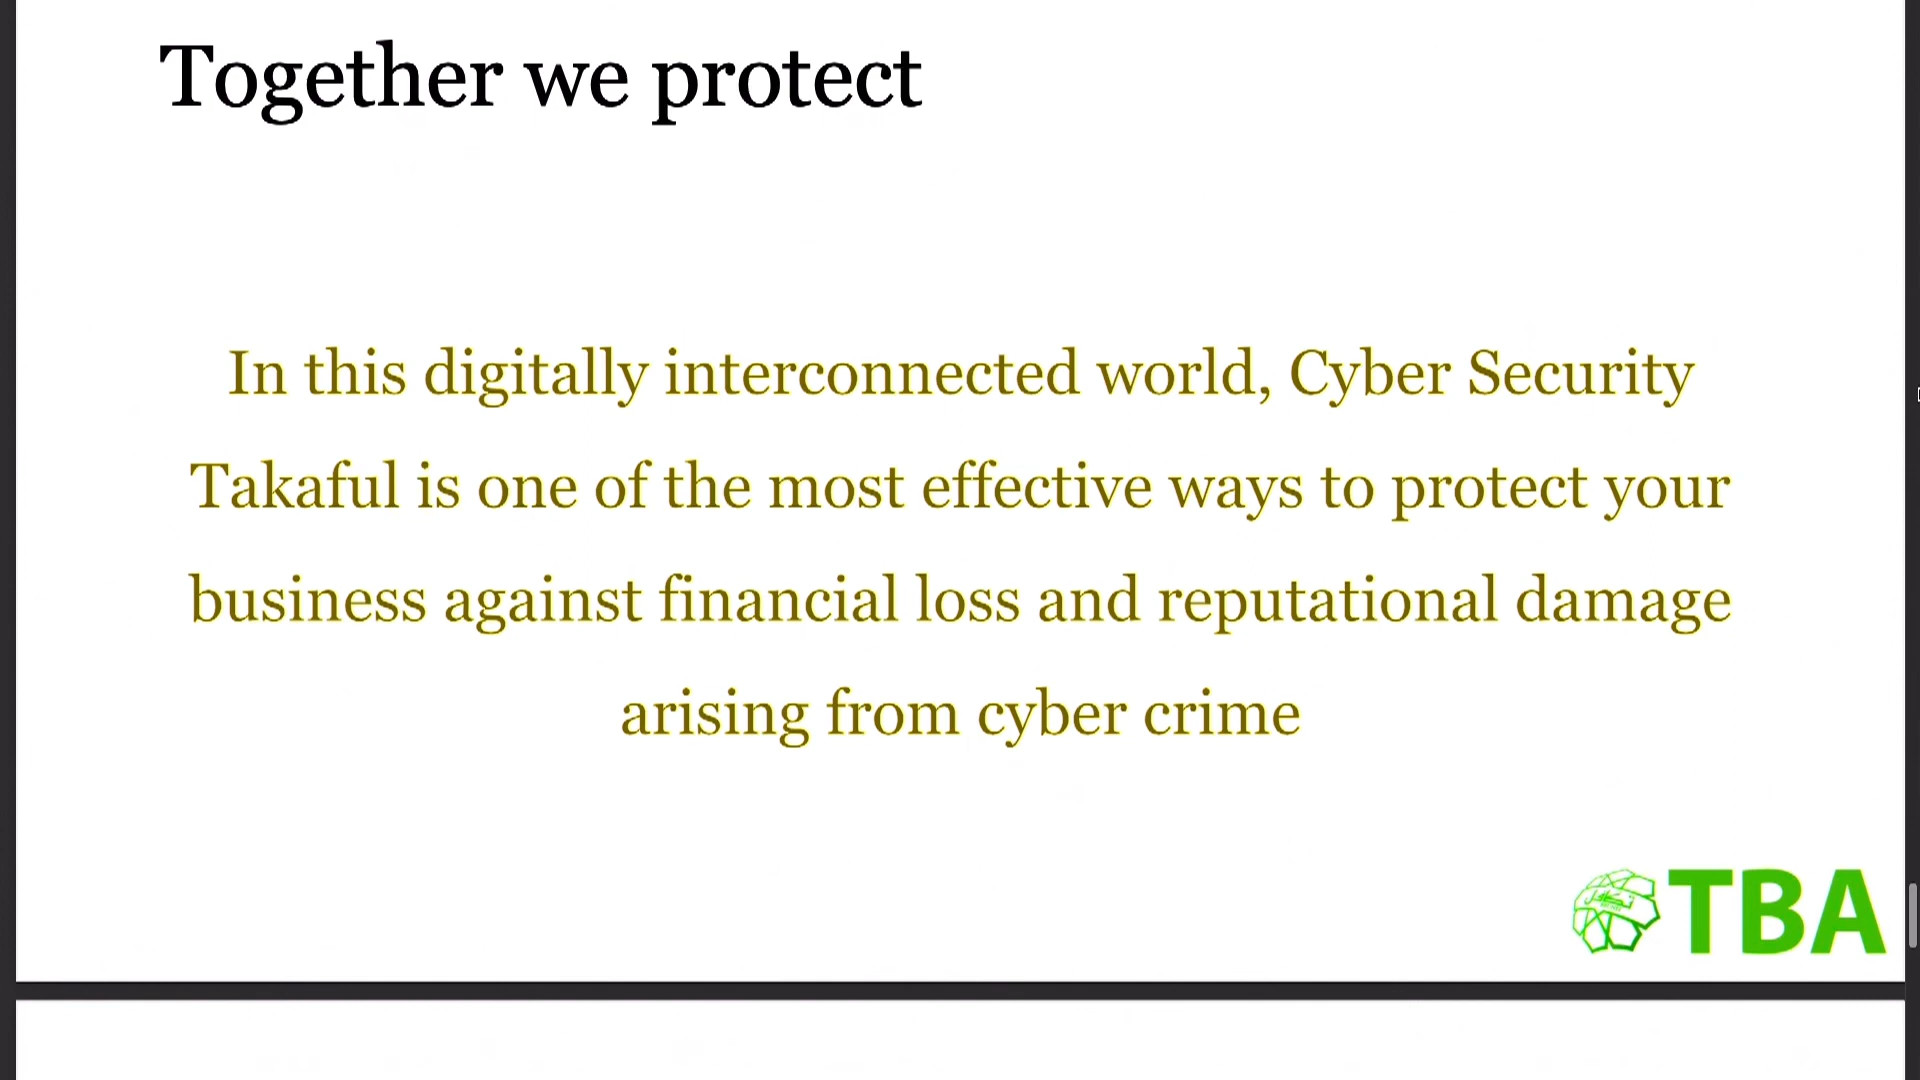 Together we protect
In this digitally interconnected world, Cyber Security
Takaful is one of the most effective ways to protect your
business against financial loss and reputational damage
arising from cyber crime
TBA